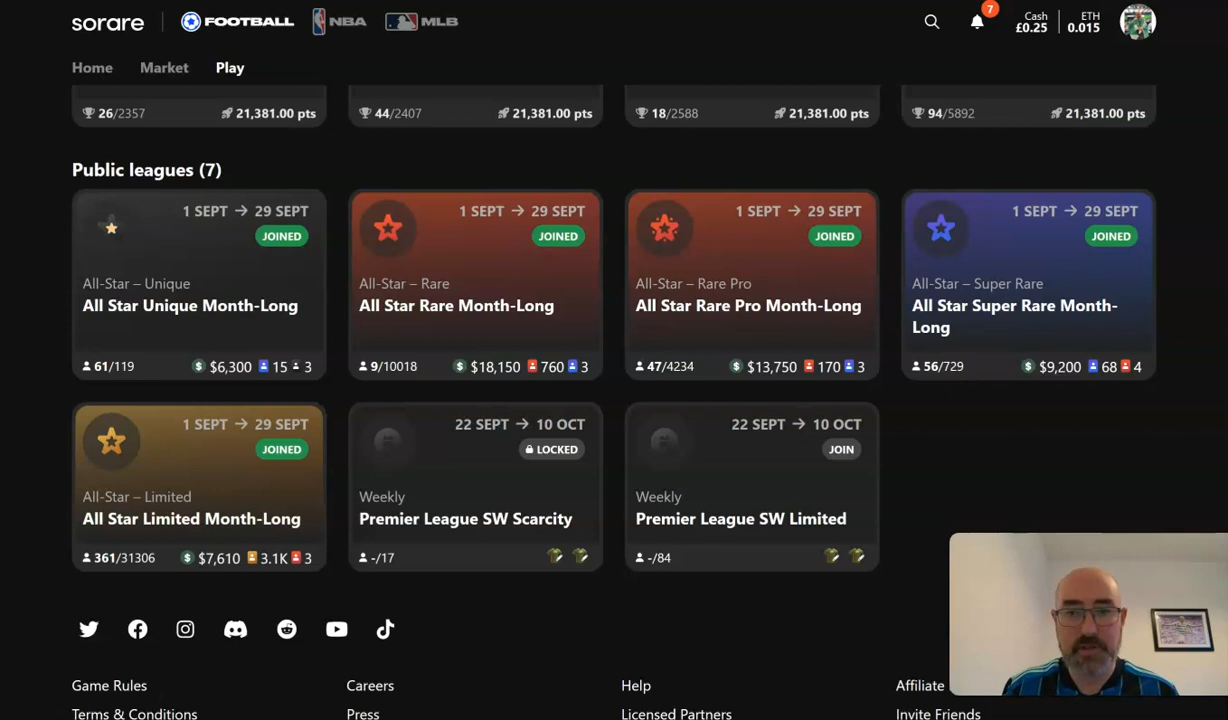 sorare FOOTBALL NBA MLB 7 Cash £0.25 ETH 0.015
Home Market Play
26/2357 21,381.00 pts 44/2407 21,381.00 pts 18/2588 21,381.00 pts 94/5892 21,381.00 pts
Public leagues (7)
1 SEPT → 29 SEPT
JOINED
All-Star – Unique
All Star Unique Month-Long
61/119 $6,300 15 3
1 SEPT → 29 SEPT
JOINED
All-Star – Rare
All Star Rare Month-Long
9/10018 $18,150 760 3
1 SEPT → 29 SEPT
JOINED
All-Star – Rare Pro
All Star Rare Pro Month-Long
47/4234 $13,750 170 3
1 SEPT → 29 SEPT
JOINED
All-Star – Super Rare
All Star Super Rare Month-
Long
56/729 $9,200 68 4
1 SEPT → 29 SEPT
JOINED
All-Star – Limited
All Star Limited Month-Long
361/31306 $7,610 3.1K 3
22 SEPT → 10 OCT
LOCKED
Weekly
Premier League SW Scarcity
-/17
22 SEPT → 10 OCT
JOIN
Weekly
Premier League SW Limited
-/84
Game Rules Careers Help Affiliate
Terms & Conditions Press Licensed Partners Invite Friends